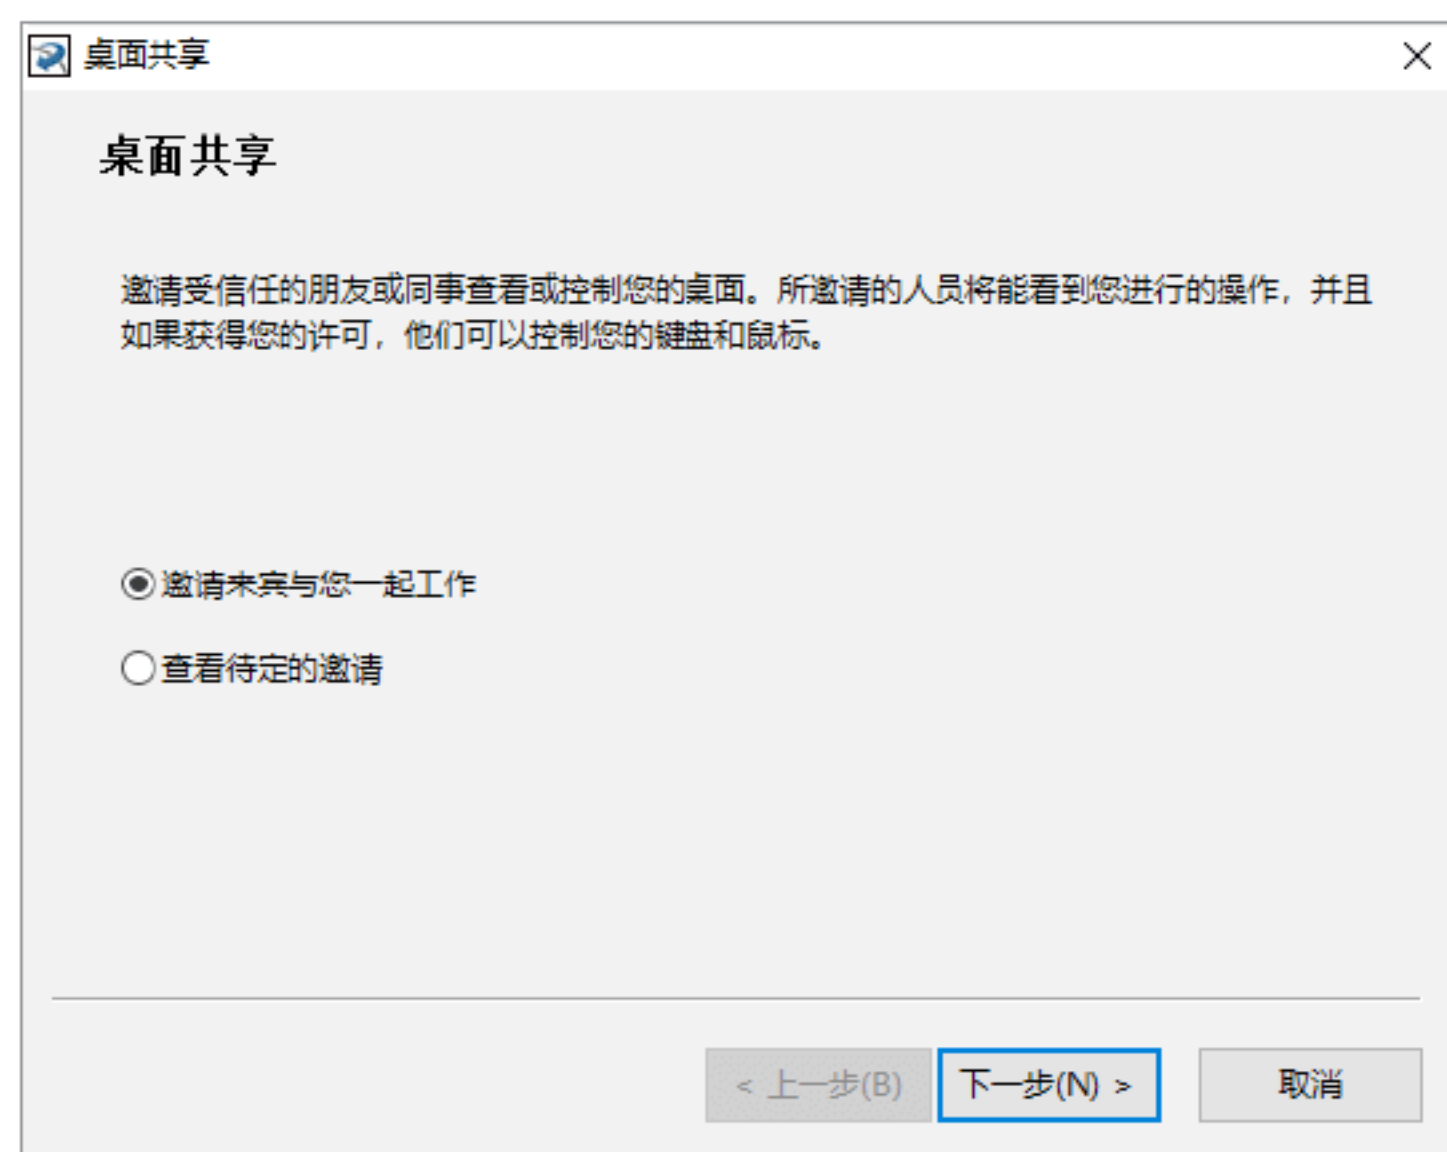 桌面共享
桌面共享
邀请受信任的朋友或同事查看或控制您的桌面。所邀请的人员将能看到您进行的操作，并且
如果获得您的许可，他们可以控制您的键盘和鼠标。
邀请来宾与您一起工作
查看待定的邀请
< 上一步(B) 下一步(N) > 取消